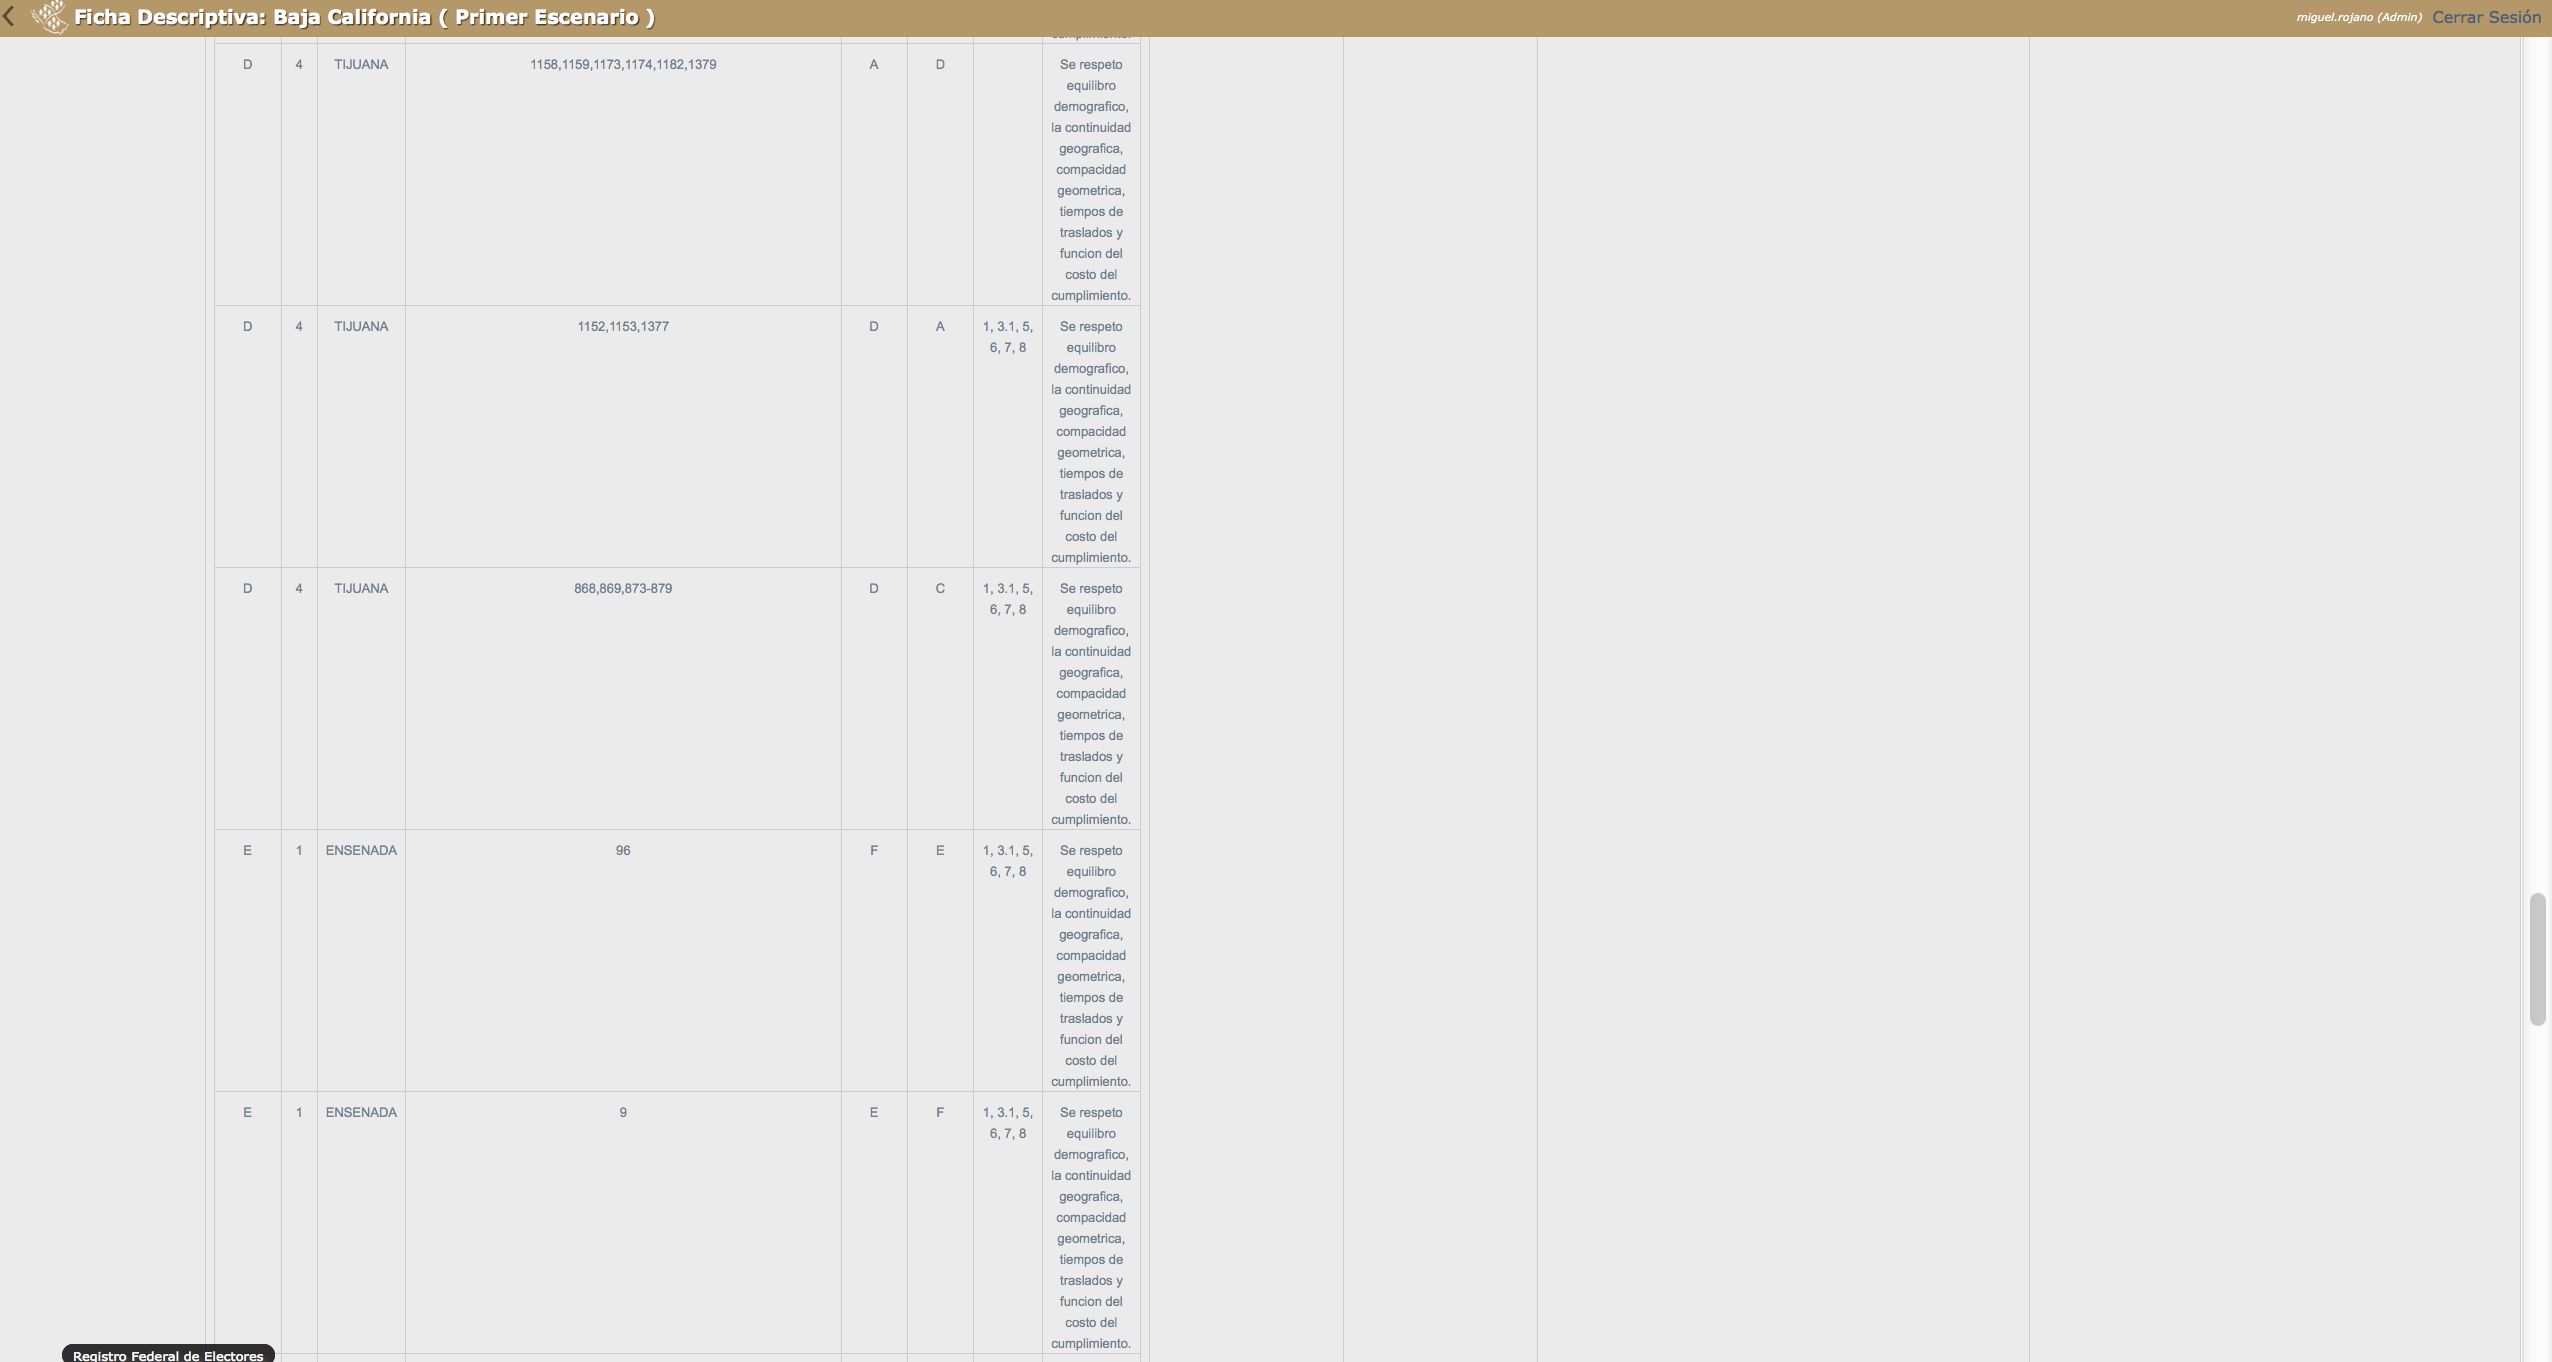 Ficha Descriptiva: Baja California ( Primer Escenario )
miguel.rojano (Admin) Cerrar Sesión
cumplimiento.
D 4 TIJUANA 1158,1159,1173,1174,1182,1379 A D Se respeto
equilibro
demografico,
la continuidad
geografica,
compacidad
geometrica,
tiempos de
traslados y
funcion del
costo del
cumplimiento.
D 4 TIJUANA 1152,1153,1377 D A 1, 3.1, 5, Se respeto
6, 7, 8 equilibro
demografico,
la continuidad
geografica,
compacidad
geometrica,
tiempos de
traslados y
funcion del
costo del
cumplimiento.
D 4 TIJUANA 868,869,873-879 D C 1, 3.1, 5, Se respeto
6, 7, 8 equilibro
demografico,
la continuidad
geografica,
compacidad
geometrica,
tiempos de
traslados y
funcion del
costo del
cumplimiento.
E 1 ENSENADA 96 F E 1, 3.1, 5, Se respeto
6, 7, 8 equilibro
demografico,
la continuidad
geografica,
compacidad
geometrica,
tiempos de
traslados y
funcion del
costo del
cumplimiento.
E 1 ENSENADA 9 E F 1, 3.1, 5, Se respeto
6, 7, 8 equilibro
demografico,
la continuidad
geografica,
compacidad
geometrica,
tiempos de
traslados y
funcion del
costo del
cumplimiento.
Registro Federal de Electores